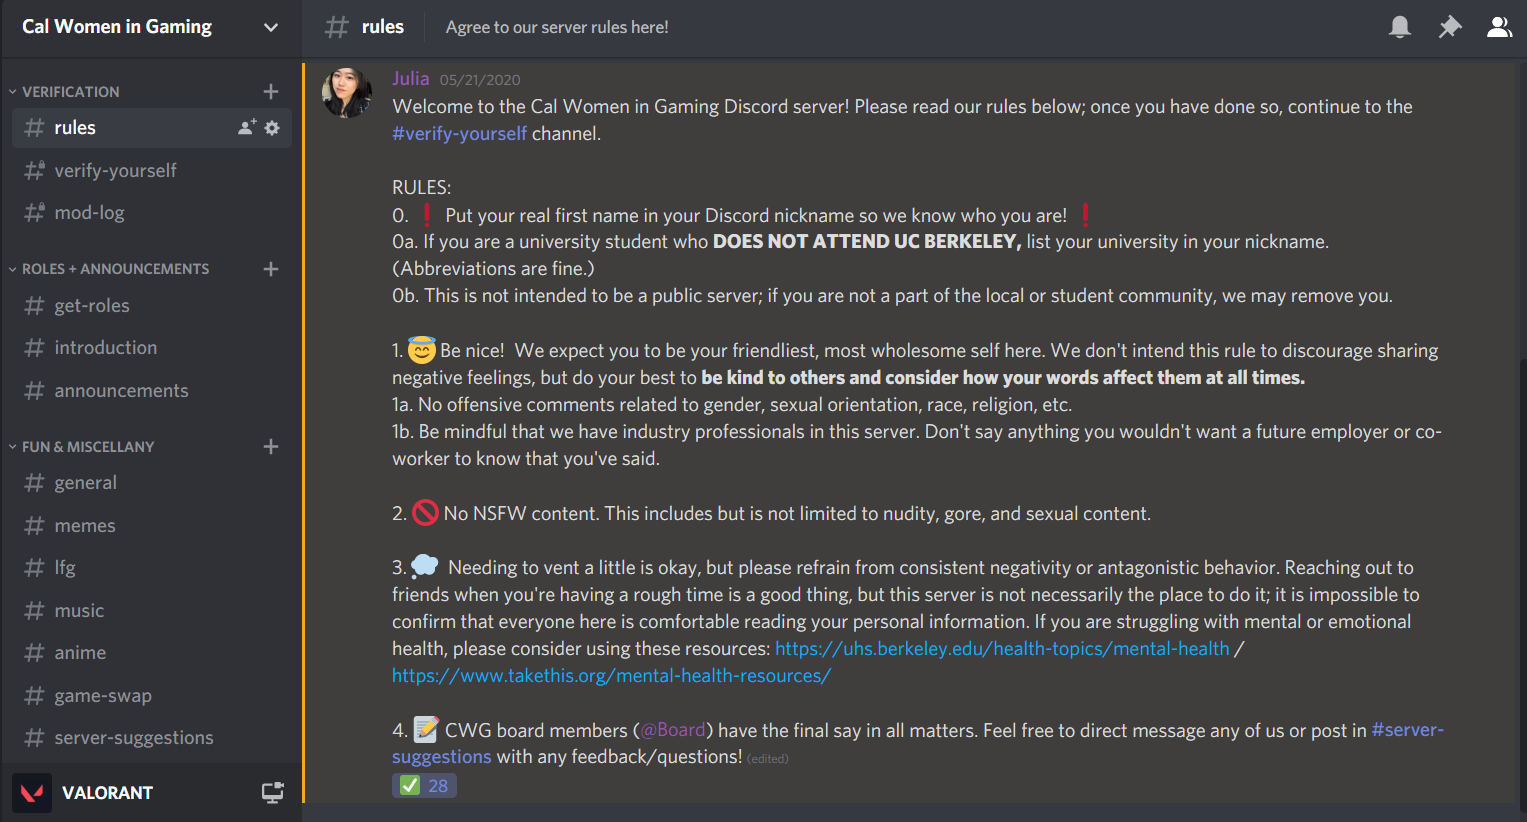 Cal Women in Gaming
rules
Agree to our server rules here!
VERIFICATION
rules
verify-yourself
mod-log
ROLES + ANNOUNCEMENTS
get-roles
introduction
announcements
FUN & MISCELLANY
general
memes
lfg
music
anime
game-swap
server-suggestions
VALORANT
Julia 05/21/2020
Welcome to the Cal Women in Gaming Discord server! Please read our rules below; once you have done so, continue to the
#verify-yourself channel.
RULES:
0. ❗ Put your real first name in your Discord nickname so we know who you are! ❗
0a. If you are a university student who DOES NOT ATTEND UC BERKELEY, list your university in your nickname.
(Abbreviations are fine.)
0b. This is not intended to be a public server; if you are not a part of the local or student community, we may remove you.
1. 😇 Be nice! We expect you to be your friendliest, most wholesome self here. We don't intend this rule to discourage sharing
negative feelings, but do your best to be kind to others and consider how your words affect them at all times.
1a. No offensive comments related to gender, sexual orientation, race, religion, etc.
1b. Be mindful that we have industry professionals in this server. Don't say anything you wouldn't want a future employer or co-
worker to know that you've said.
2. 🚫 No NSFW content. This includes but is not limited to nudity, gore, and sexual content.
3. 💭 Needing to vent a little is okay, but please refrain from consistent negativity or antagonistic behavior. Reaching out to
friends when you're having a rough time is a good thing, but this server is not necessarily the place to do it; it is impossible to
confirm that everyone here is comfortable reading your personal information. If you are struggling with mental or emotional
health, please consider using these resources: https://uhs.berkeley.edu/health-topics/mental-health /
https://www.takethis.org/mental-health-resources/
4. 📝 CWG board members (@Board) have the final say in all matters. Feel free to direct message any of us or post in #server-
suggestions with any feedback/questions! (edited)
✅ 28